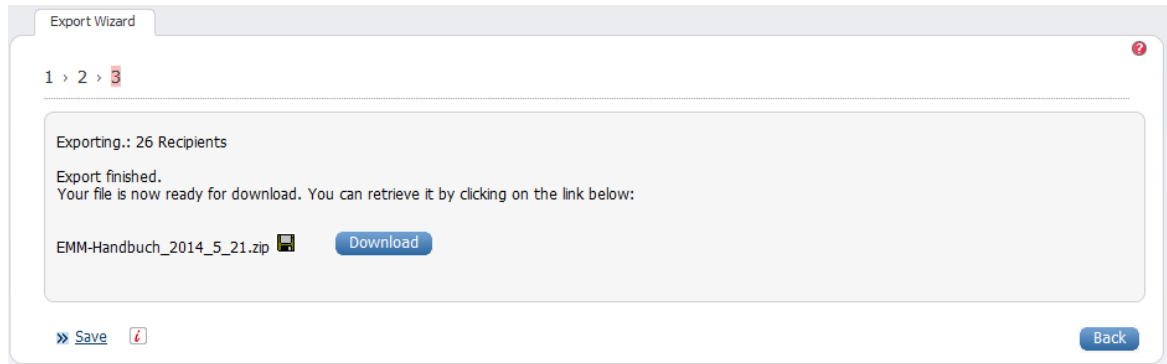 Export Wizard
1 › 2 › 3
Exporting.: 26 Recipients
Export finished.
Your file is now ready for download. You can retrieve it by clicking on the link below:
EMM-Handbuch_2014_5_21.zip Download
» Save i Back